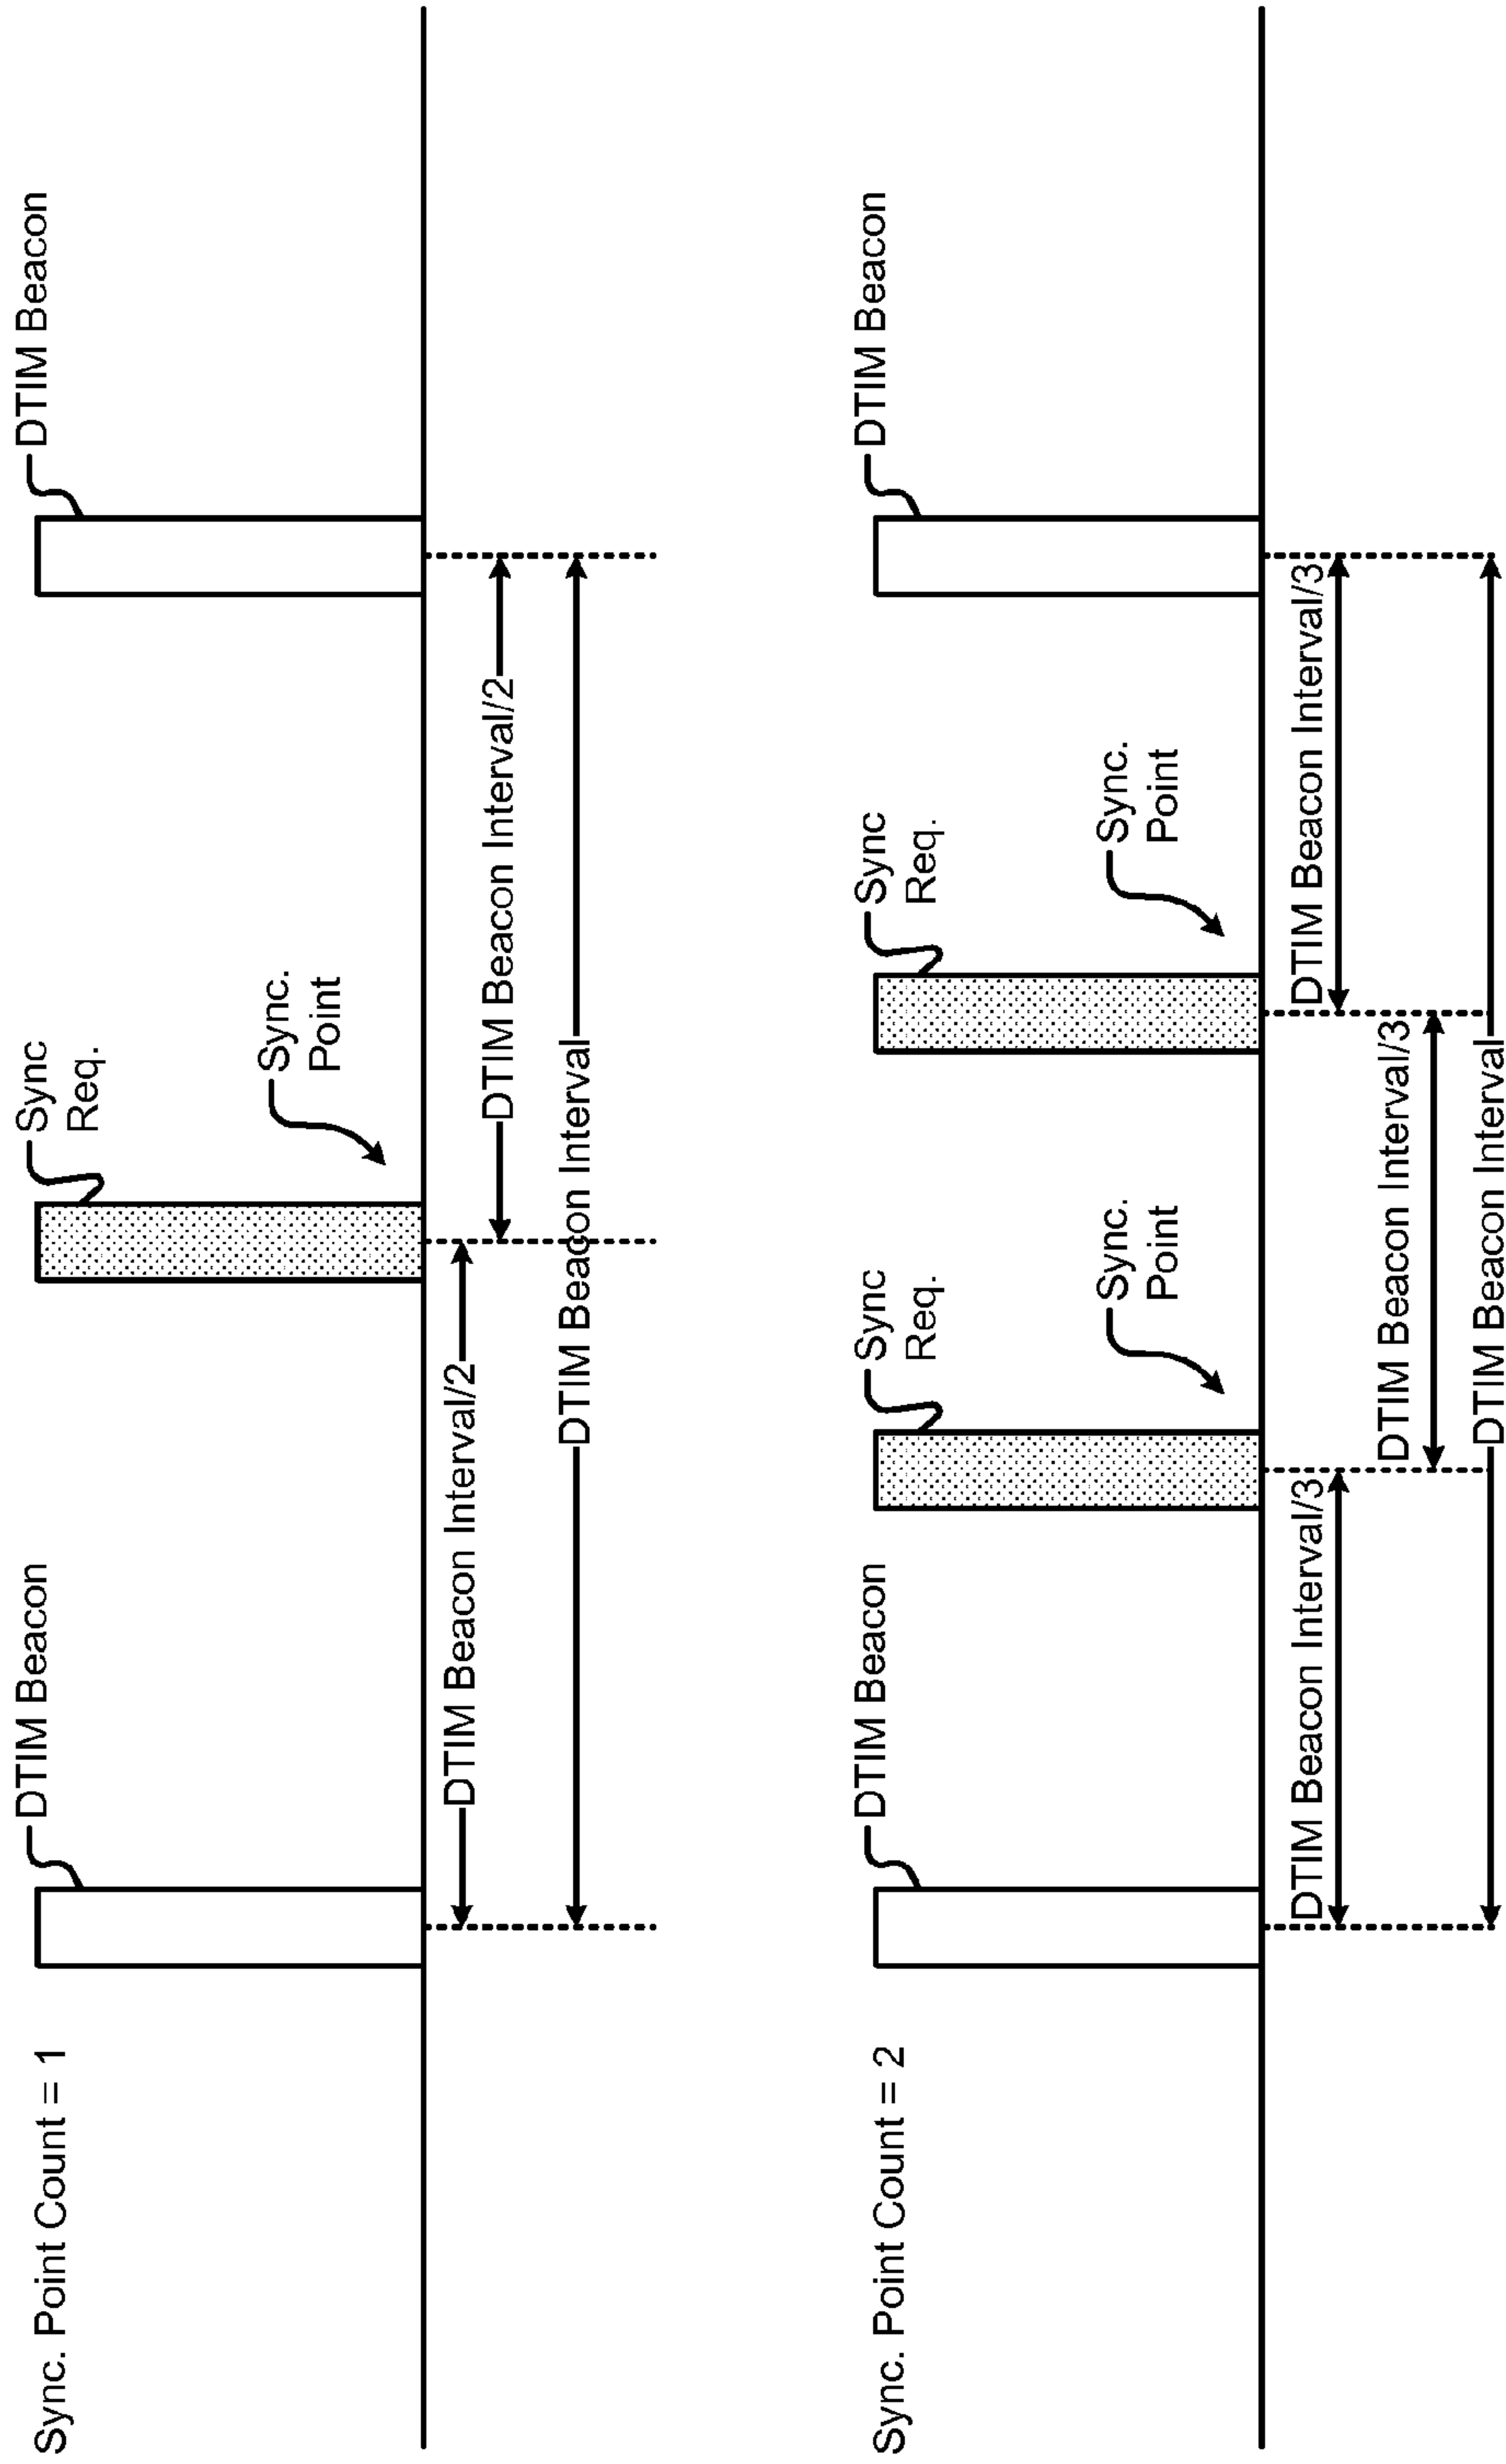 Sync. Point Count = 1
DTIM Beacon
Sync
Req.
DTIM Beacon
Sync.
Point
DTIM Beacon Interval/2
DTIM Beacon Interval/2
DTIM Beacon Interval
Sync. Point Count = 2
DTIM Beacon
Sync
Req.
Sync
Req.
DTIM Beacon
Sync.
Point
Sync.
Point
DTIM Beacon Interval/3
DTIM Beacon Interval/3
DTIM Beacon Interval/3
DTIM Beacon Interval